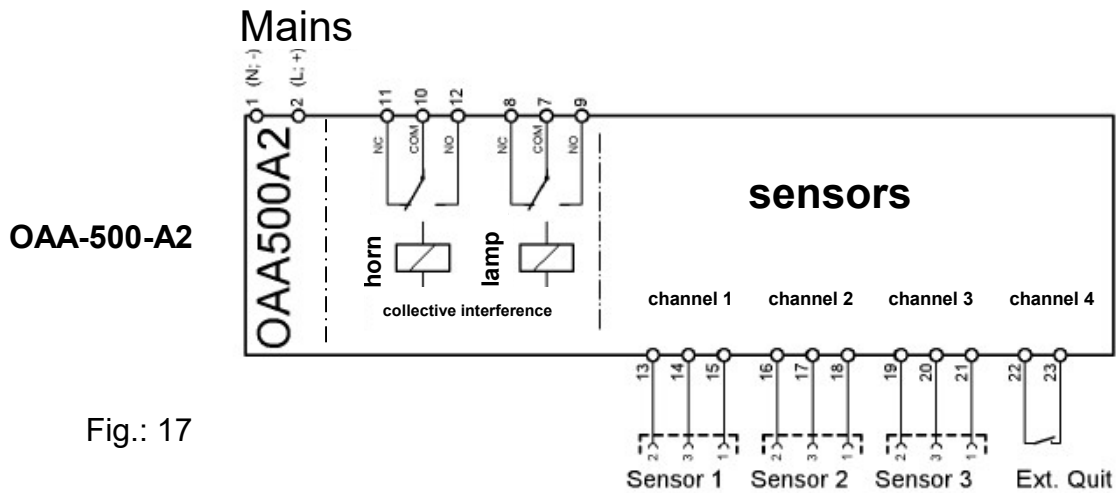 Mains
1 (N; -)
2 (L; +)
11
10
12
8
7
9
OAA500A2
NC
COM
NO
NC
COM
NO
sensors
OAA-500-A2
horn
lamp
collective interference
channel 1
channel 2
channel 3
channel 4
13
14
15
16
17
18
19
20
21
22
23
Fig.: 17
2
3
1
2
3
1
2
3
1
Sensor 1
Sensor 2
Sensor 3
Ext. Quit